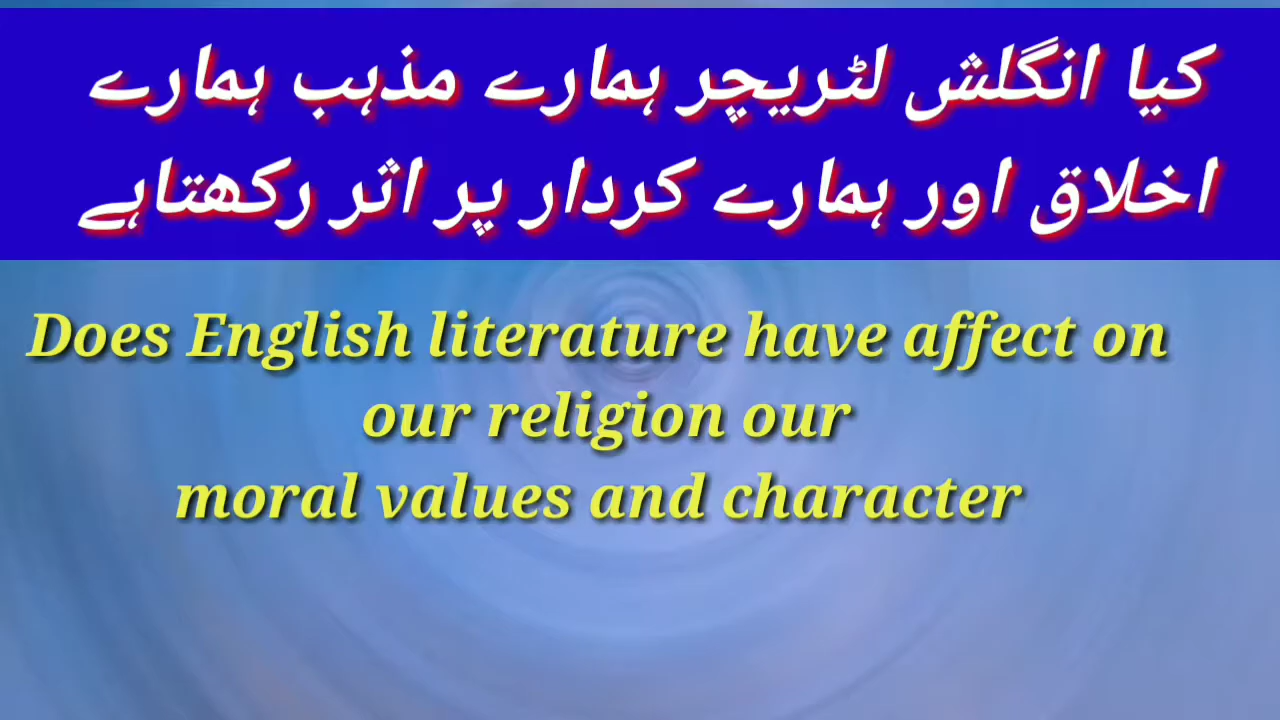 کیا انگلش لٹریچر ہمارے مذہب ہمارے
اخلاق اور ہمارے کردار پر اثر رکھتاہے
Does English literature have affect on
our religion our
moral values and character